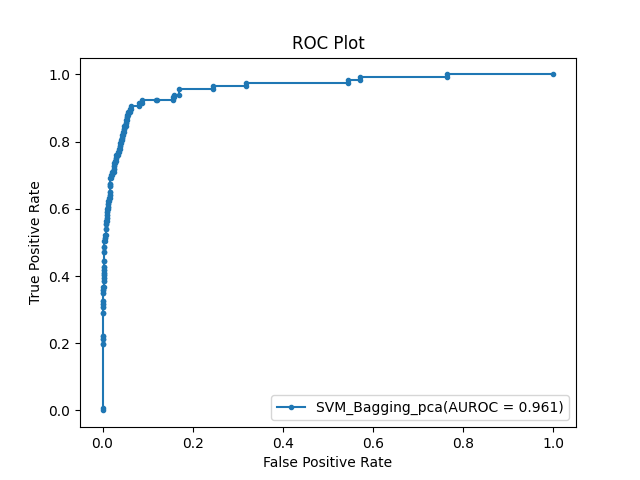 ROC Plot
True Positive Rate
1.0
0.8
0.6
0.4
0.2
0.0
SVM_Bagging_pca(AUROC = 0.961)
0.0 0.2 0.4 0.6 0.8 1.0
False Positive Rate